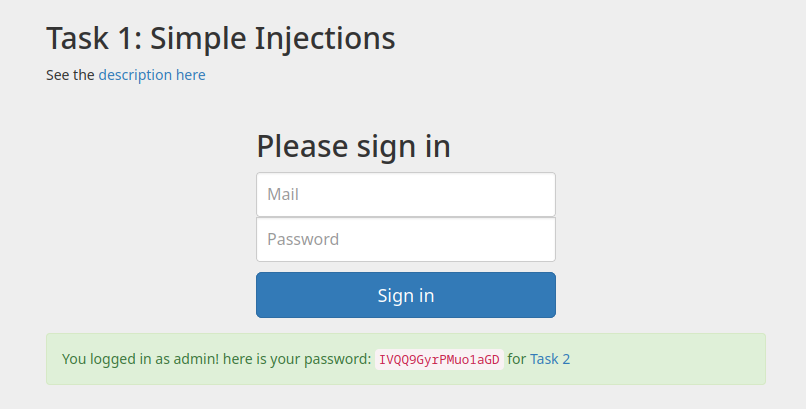 Task 1: Simple Injections
See the description here
Please sign in
Mail
Password
Sign in
You logged in as admin! here is your password: IVQQ9GyrPMuo1aGD for Task 2